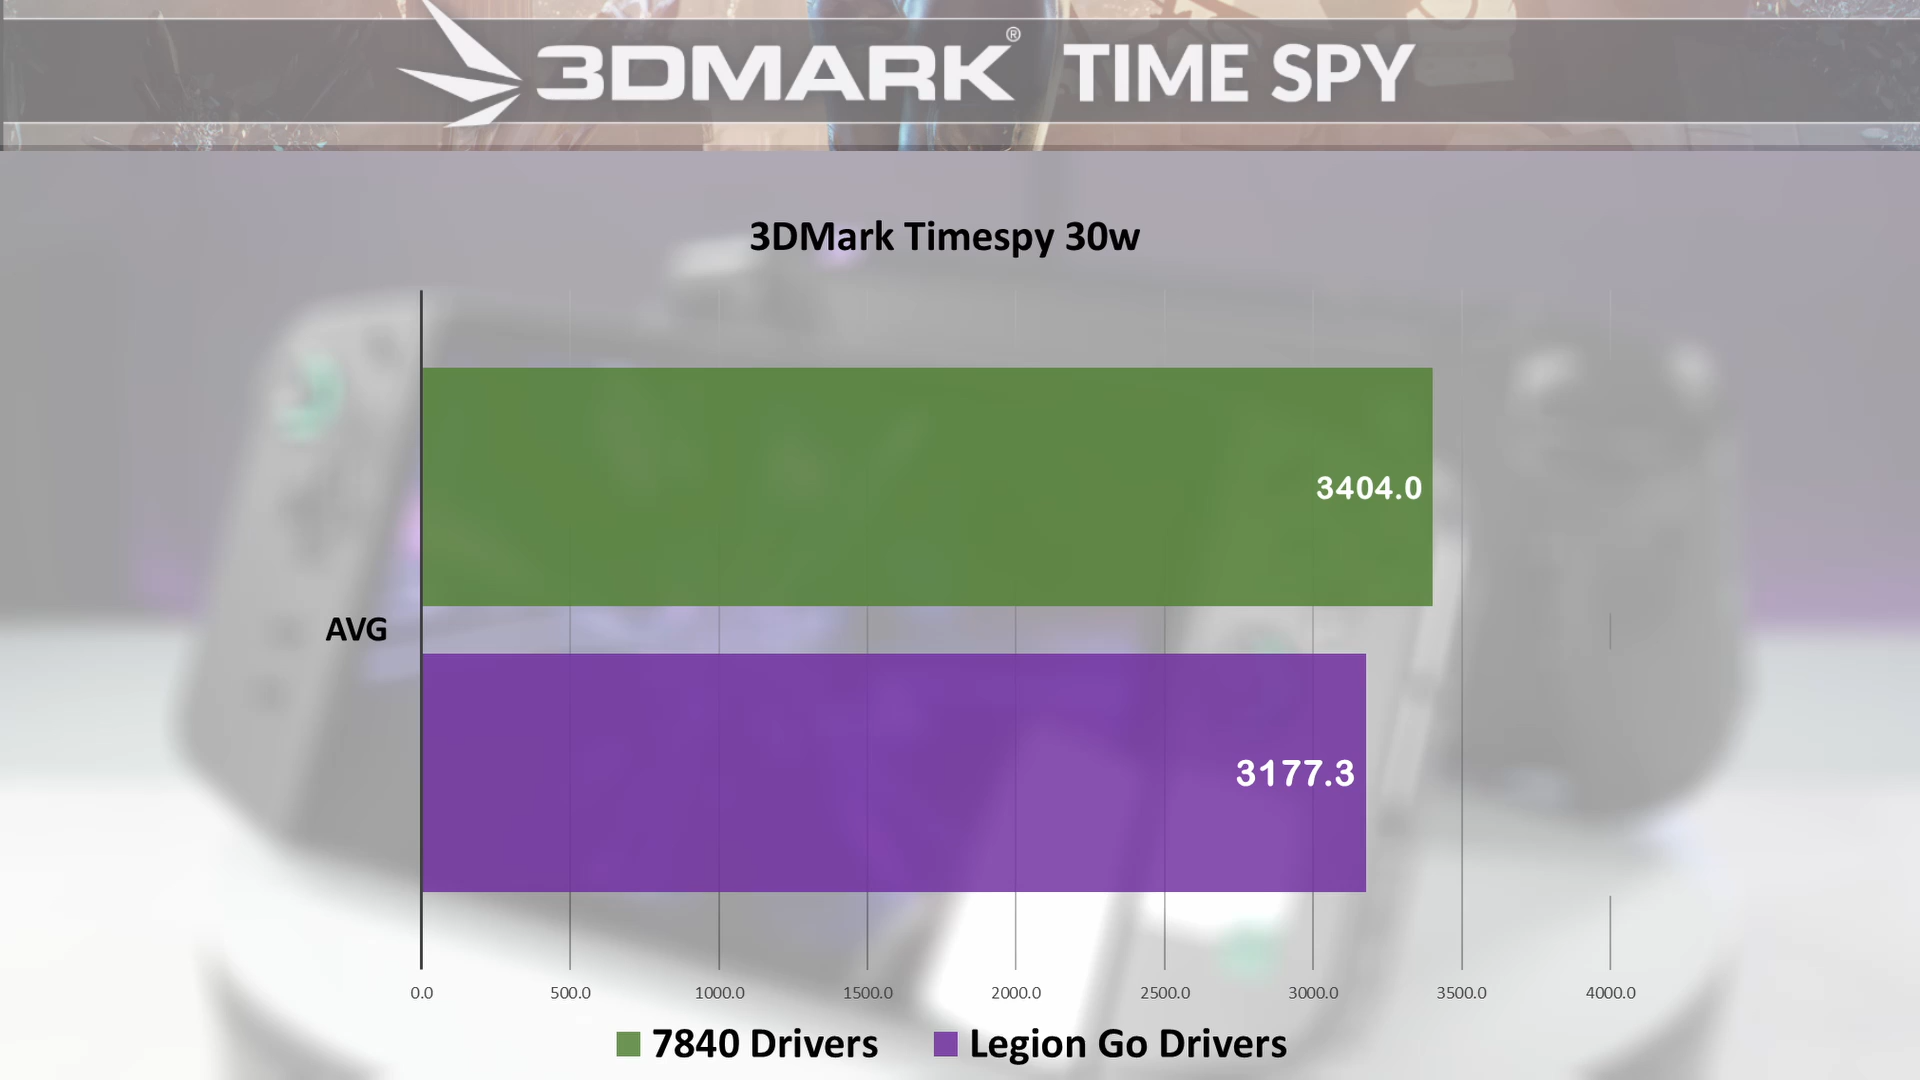 3DMARK® TIME SPY
3DMark Timespy 30w
3404.0
AVG
3177.3
0.0 500.0 1000.0 1500.0 2000.0 2500.0 3000.0 3500.0 4000.0
7840 Drivers Legion Go Drivers